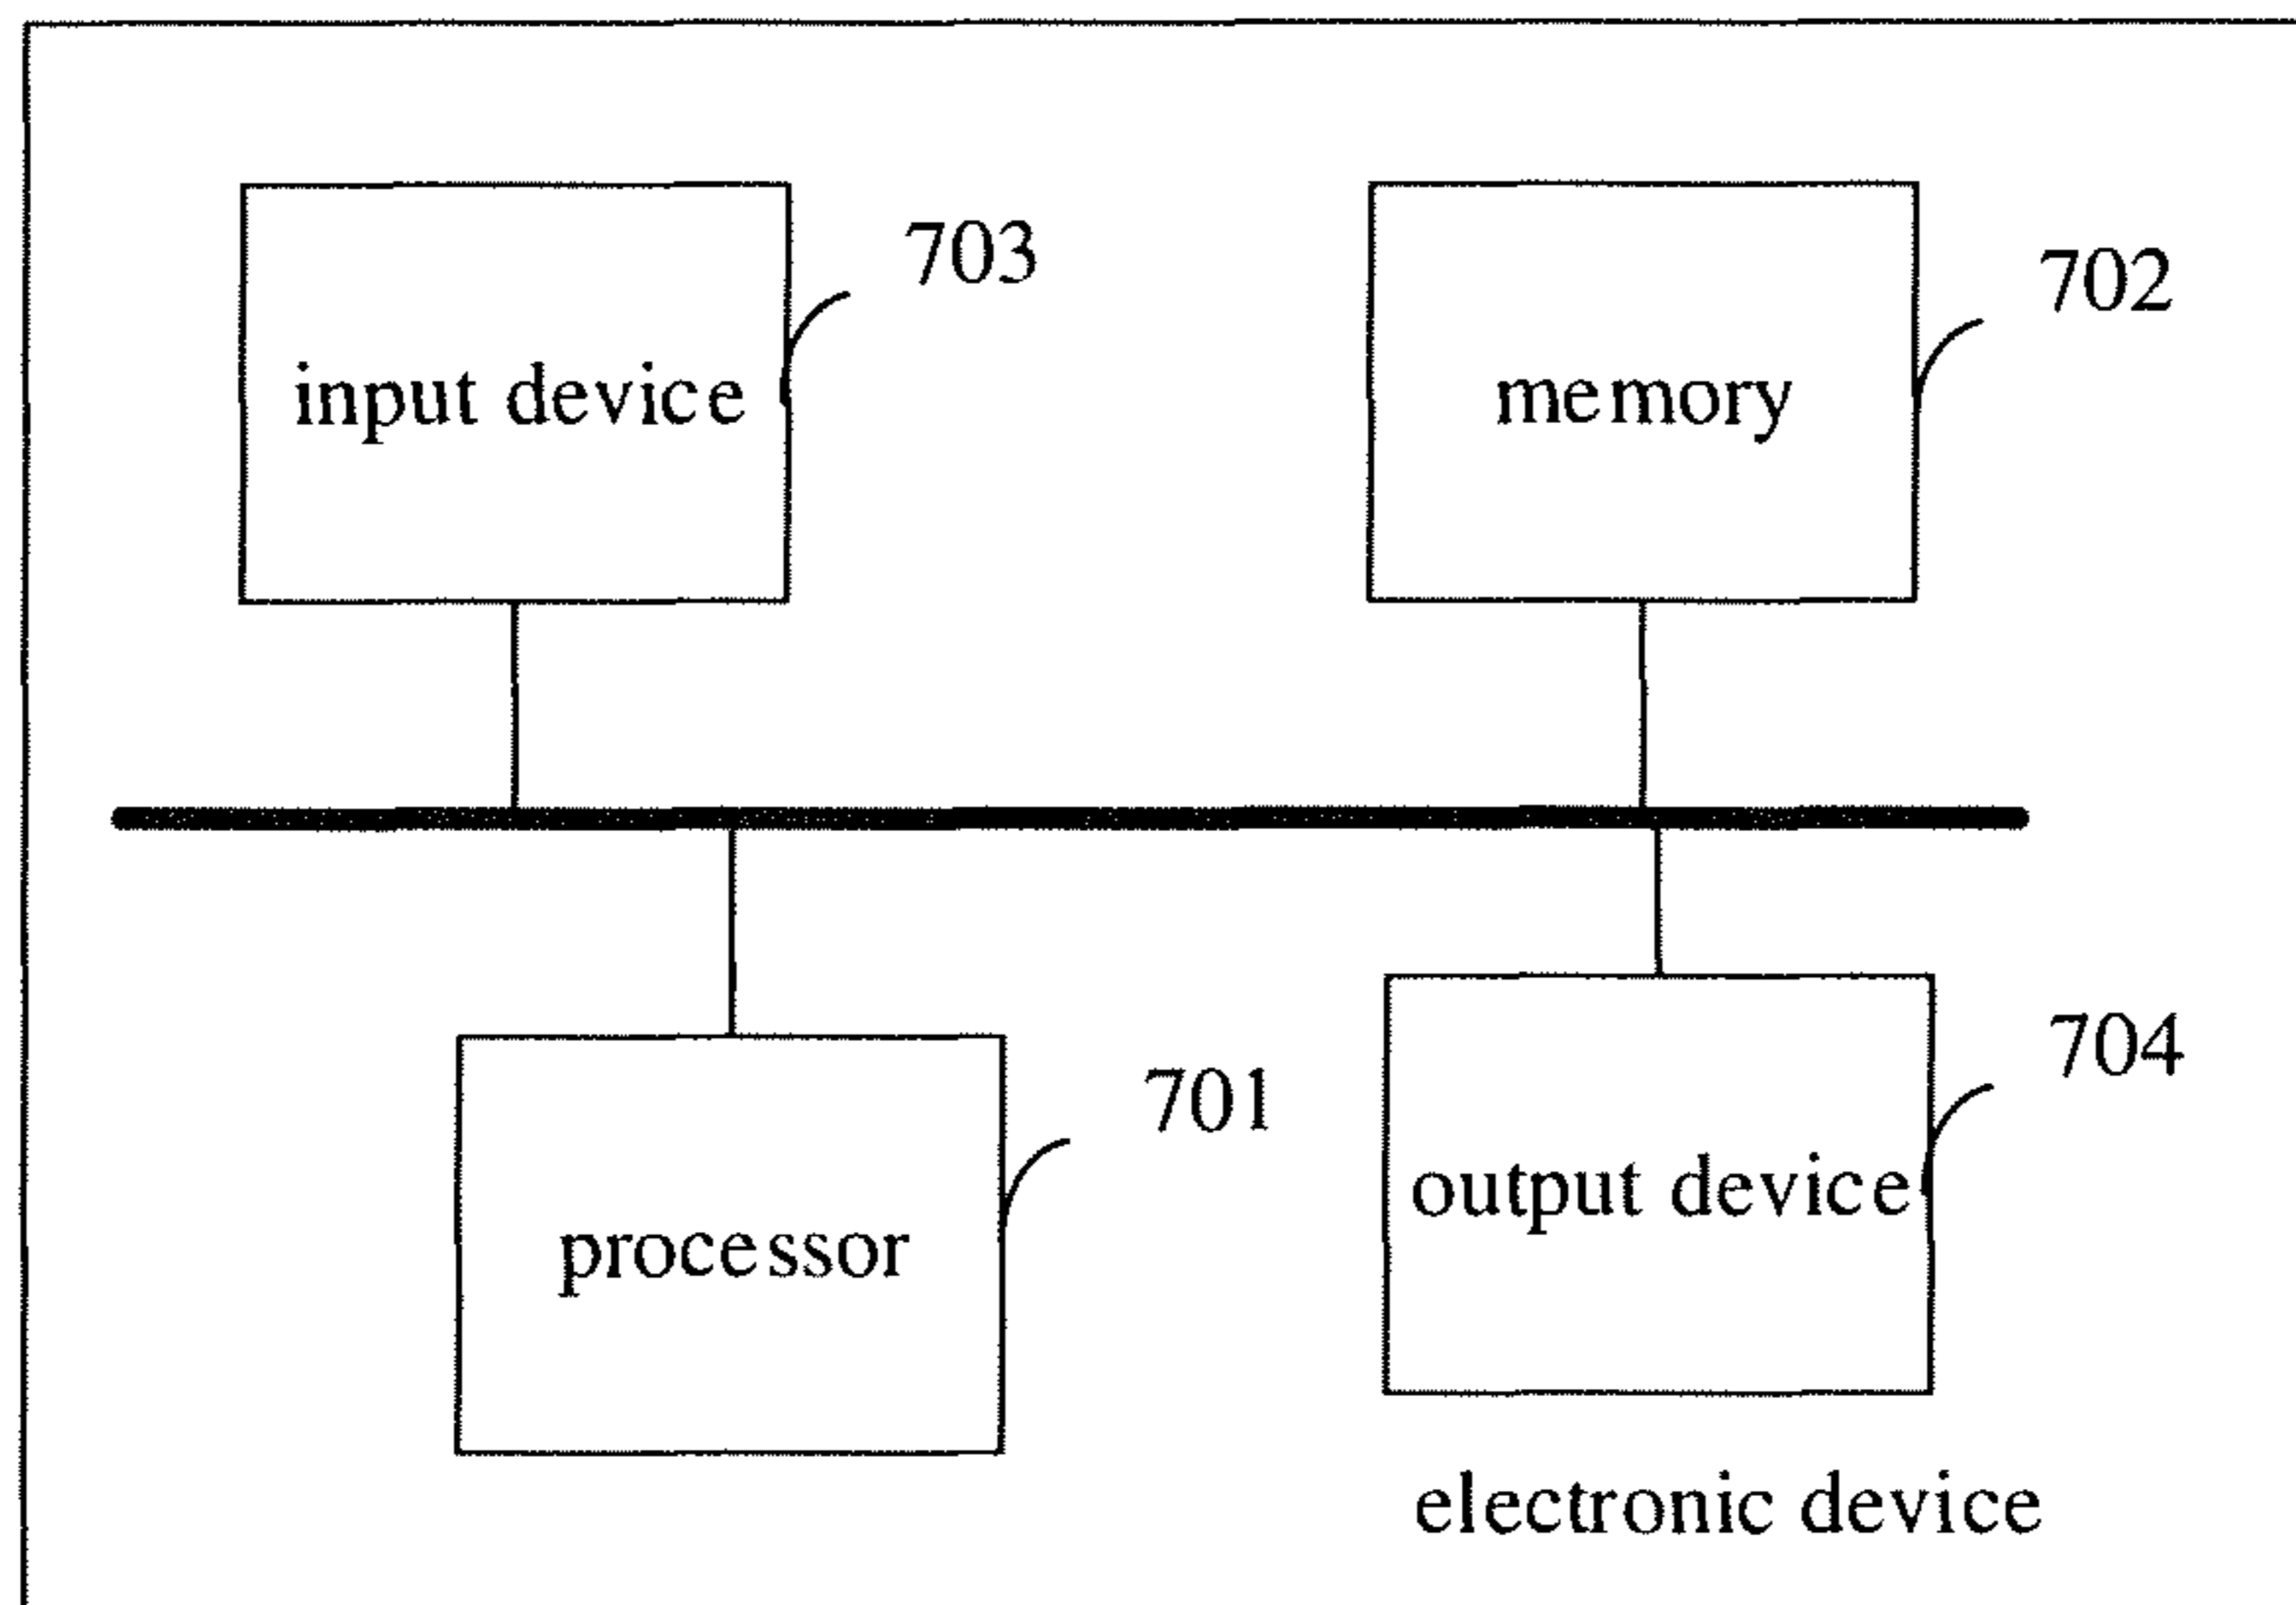 703
702
input device
memory
704
701
output device
processor
electronic device